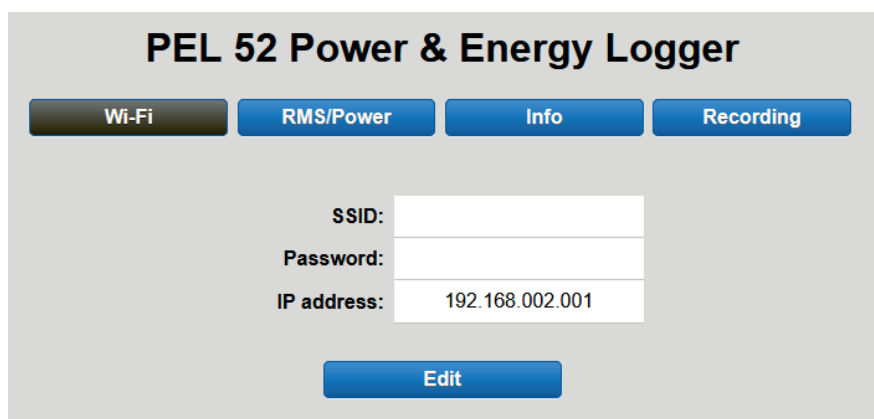 PEL 52 Power & Energy Logger
Wi-Fi RMS/Power Info Recording
SSID:
Password:
IP address: 192.168.002.001
Edit